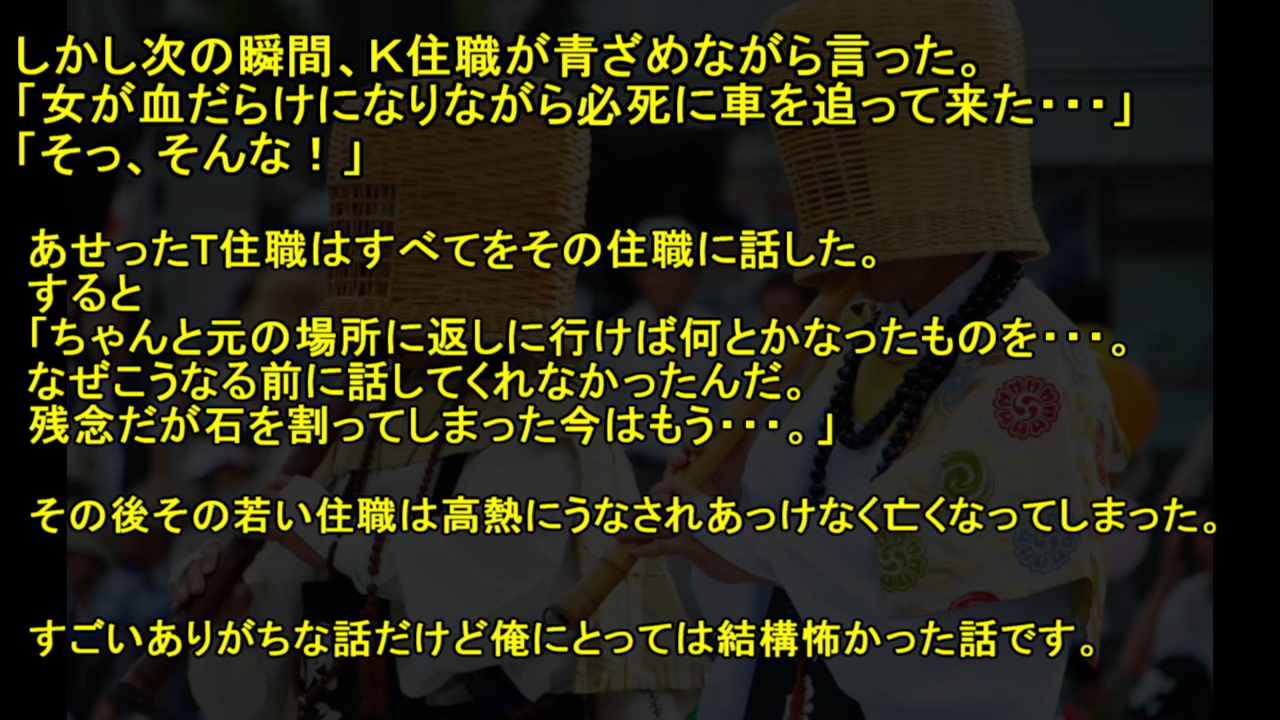 しかし次の瞬間、Ｋ住職が青ざめながら言った。
「女が血だらけになりながら必死に車を追って来た・・・」
「そっ、そんな！」
あせったＴ住職はすべてをその住職に話した。
すると
「ちゃんと元の場所に返しに行けば何とかなったものを・・・。
なぜこうなる前に話してくれなかったんだ。
残念だが石を割ってしまった今はもう・・・。」
その後その若い住職は高熱にうなされあっけなく亡くなってしまった。
すごいありがちな話だけど俺にとっては結構怖かった話です。